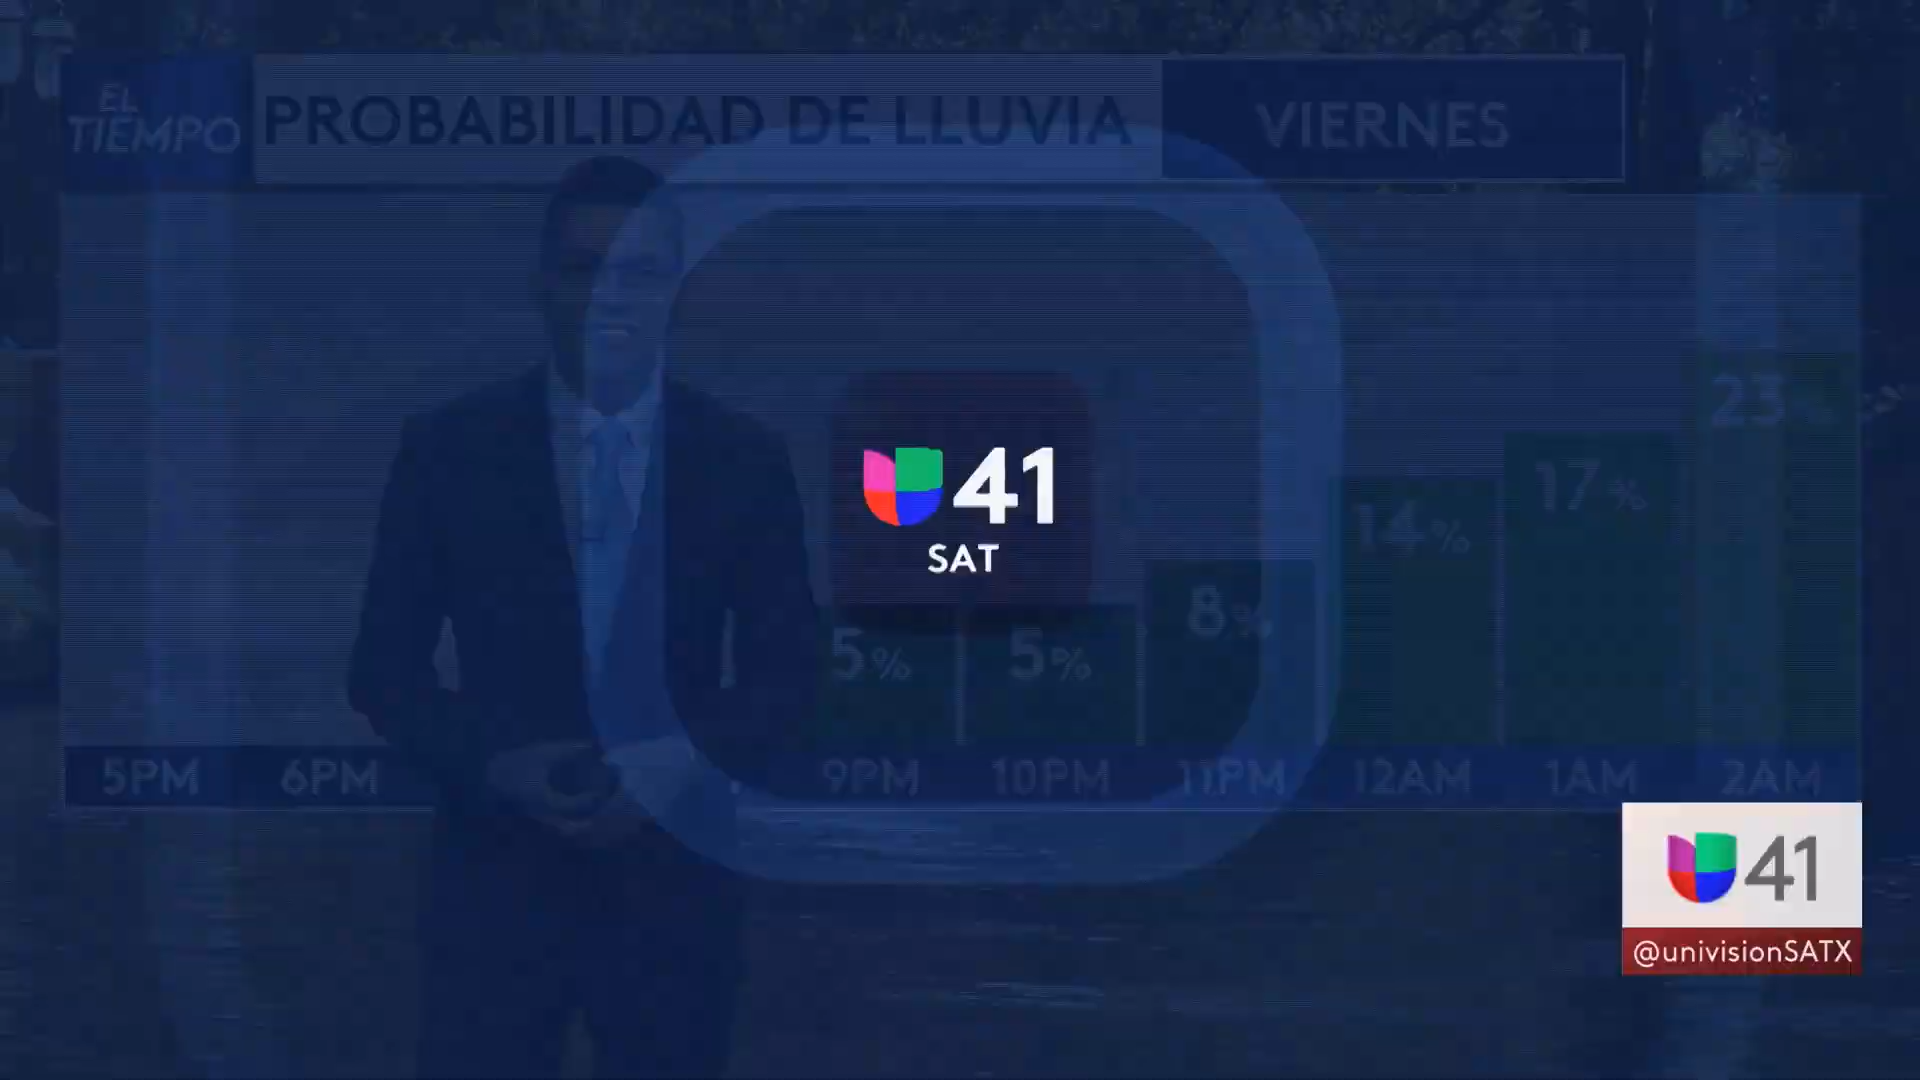 EL
TIEMPO
PROBABILIDAD DE LLUVIA
VIERNES
23%
17%
14%
41
SAT
8%
5%
5%
5PM
6PM
9PM
10PM
11PM
12AM
1AM
2AM
41
@univisionSATX